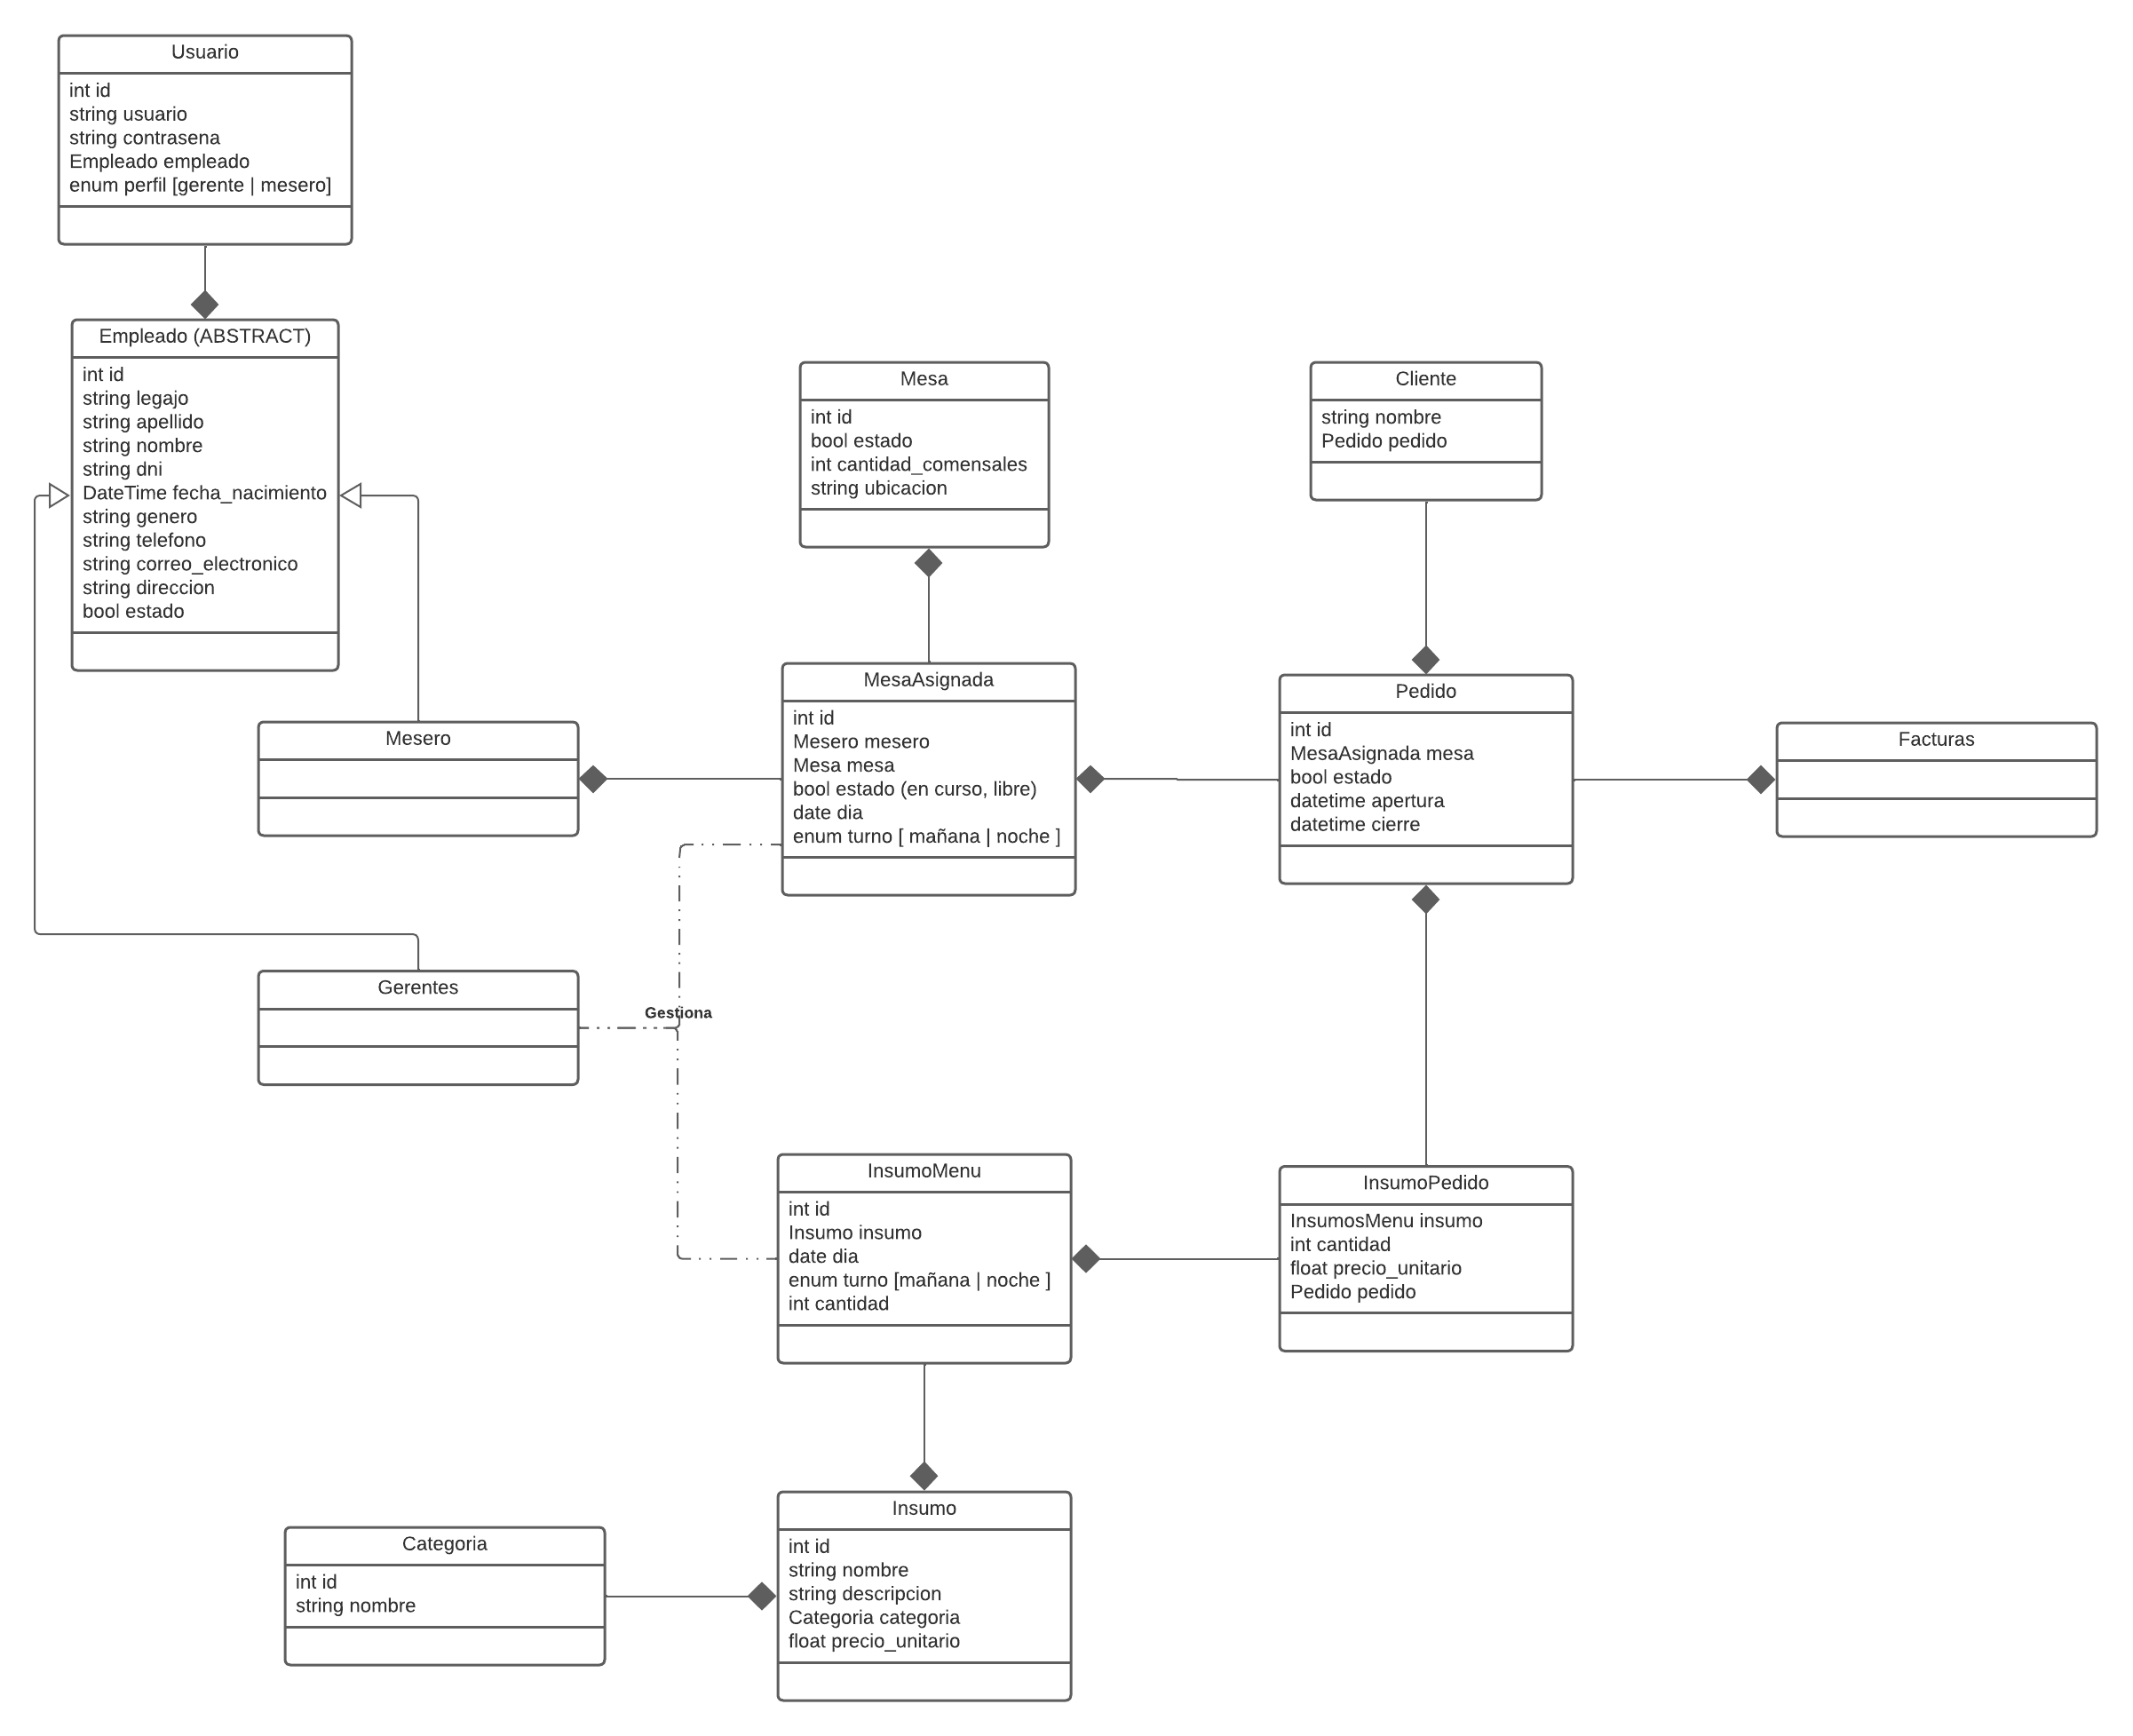 Usuario
int id
string usuario
string contrasena
Empleado empleado
enum perfil [gerente | mesero]
Empleado (ABSTRACT)
int id
string legajo
string apellido
string nombre
string dni
DateTime fecha_nacimiento
string genero
string telefono
string correo_electronico
string direccion
bool estado
Mesa
int id
bool estado
int cantidad_comensales
string ubicacion
Cliente
string nombre
Pedido pedido
Mesero
MesaAsignada
int id
Mesero mesero
Mesa mesa
bool estado (en curso, libre)
date dia
enum turno [ mañana | noche ]
Pedido
int id
MesaAsignada mesa
bool estado
datetime apertura
datetime cierre
Facturas
Gerentes
Gestiona
InsumoMenu
int id
Insumo insumo
date dia
enum turno [mañana | noche ]
int cantidad
InsumoPedido
InsumosMenu insumo
int cantidad
float precio_unitario
Pedido pedido
Categoria
int id
string nombre
Insumo
int id
string nombre
string descripcion
Categoria categoria
float precio_unitario